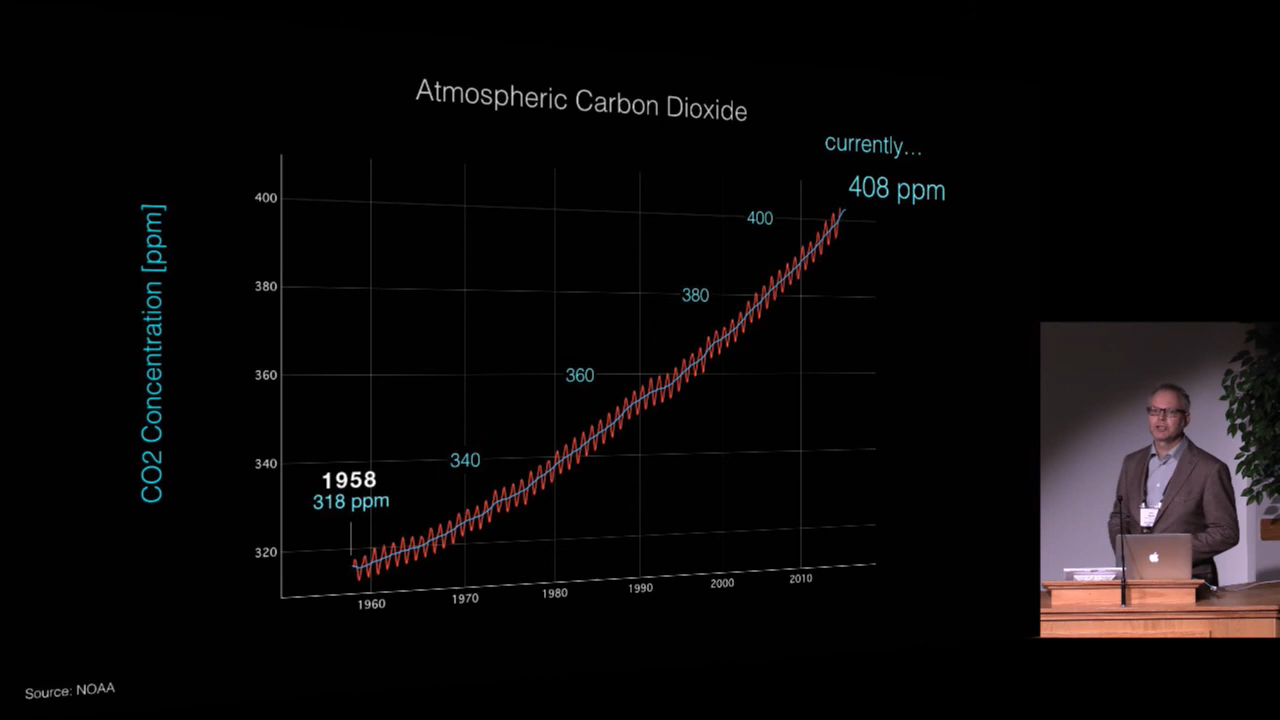 Atmospheric Carbon Dioxide
currently...
408 ppm
CO2 Concentration [ppm]
400
400
380
380
360
360
340
340
1958
318 ppm
320
1960
1970
1980
1990
2000
2010
Source: NOAA